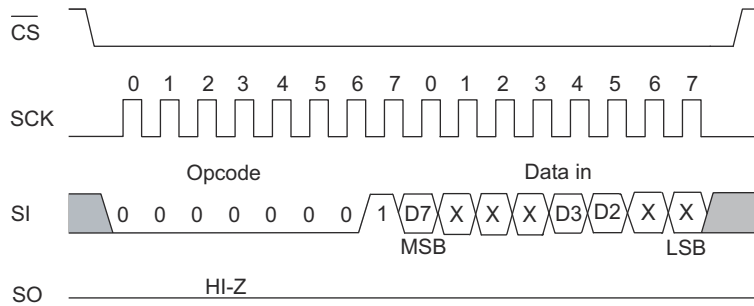 CS
0 1 2 3 4 5 6 7 0 1 2 3 4 5 6 7
SCK
Opcode Data in
SI 0 0 0 0 0 0 0 1 D7 X X X D3 D2 X X
MSB LSB
HI-Z
SO